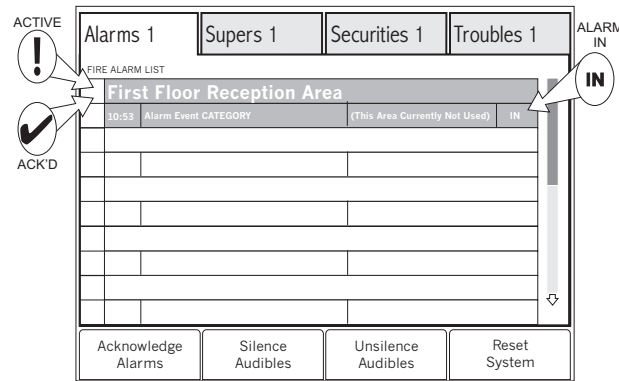 ACTIVE
Alarms 1 Supers 1 Securities 1 Troubles 1
ALARM
IN
FIRE ALARM LIST
First Floor Reception Area
IN
10:53 Alarm Event CATEGORY (This Area Currently Not Used) IN
ACK'D
Acknowledge Alarms
Silence Audibles
Unsilence Audibles
Reset System